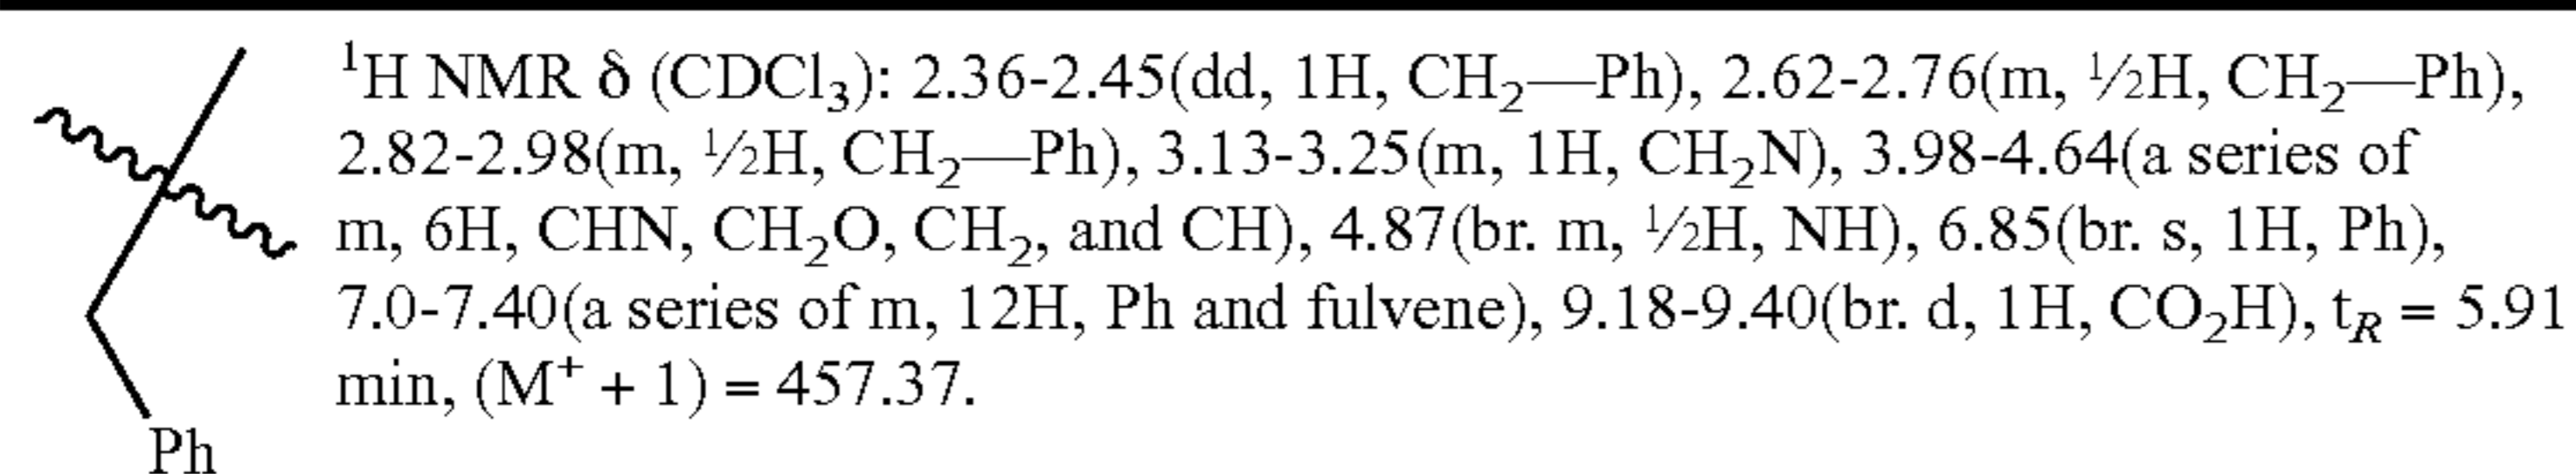 ¹H NMR δ (CDCl₃): 2.36-2.45(dd, 1H, CH₂—Ph), 2.62-2.76(m, ½H, CH₂—Ph),
2.82-2.98(m, ½H, CH₂—Ph), 3.13-3.25(m, 1H, CH₂N), 3.98-4.64(a series of
m, 6H, CHN, CH₂O, CH₂, and CH), 4.87(br. m, ½H, NH), 6.85(br. s, 1H, Ph),
7.0-7.40(a series of m, 12H, Ph and fulvene), 9.18-9.40(br. d, 1H, CO₂H), t_R = 5.91
min, (M⁺ + 1) = 457.37.
Ph